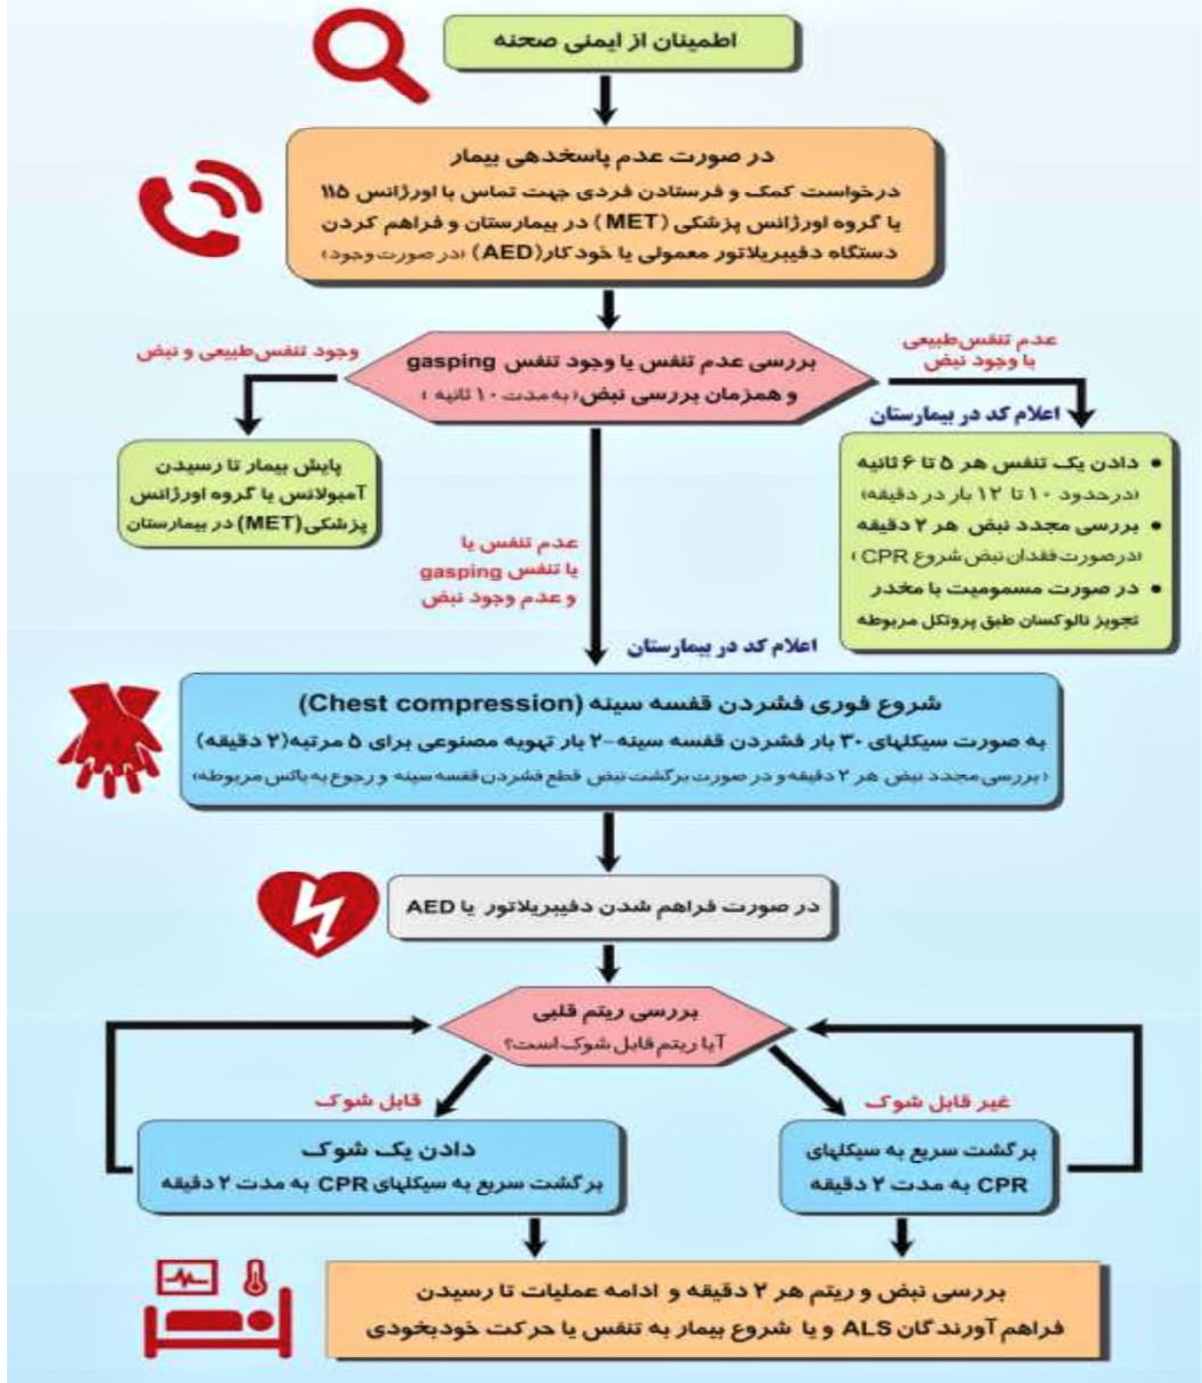 اطمینان از ایمنی صحنه
در صورت عدم پاسخدهی بیمار
درخواست کمک و فرستادن فردی جهت تماس با اورژانس ۱۱۵
یا گروه اورژانس پزشکی (MET) در بیمارستان و فراهم کردن
دستگاه دفیبریلاتور معمولی یا خودکار(AED) (در صورت وجود)
بررسی عدم تنفس یا وجود تنفس gasping
و همزمان بررسی نبض(به مدت ۱۰ ثانیه )
عدم تنفس طبیعی
با وجود نبض
اعلام کد در بیمارستان
• دادن یک تنفس هر ۵ تا ۶ ثانیه
(درحدود ۱۰ تا ۱۲ بار در دقیقه)
• بررسی مجدد نبض هر ۲ دقیقه
(درصورت فقدان نبض شروع CPR )
• در صورت مسمومیت با مخدر
تجویز نالوکسان طبق پروتکل مربوطه
وجود تنفس طبیعی و نبض
پایش بیمار تا رسیدن
آمبولانس یا گروه اورژانس
پزشکی(MET) در بیمارستان
عدم تنفس یا
یا تنفس gasping
و عدم وجود نبض
اعلام کد در بیمارستان
شروع فوری فشردن قفسه سینه (Chest compression)
به صورت سیکلهای ۳۰ بار فشردن قفسه سینه-۲ بار تهویه مصنوعی برای ۵ مرتبه(۲ دقیقه)
( بررسی مجدد نبض هر ۲ دقیقه و در صورت برگشت نبض قطع فشردن قفسه سینه و رجوع به باکس مربوطه)
در صورت فراهم شدن دفیبریلاتور یا AED
بررسی ریتم قلبی
آیا ریتم قابل شوک است؟
غیر قابل شوک
برگشت سریع به سیکلهای
CPR به مدت ۲ دقیقه
قابل شوک
دادن یک شوک
برگشت سریع به سیکلهای CPR به مدت ۲ دقیقه
بررسی نبض و ریتم هر ۲ دقیقه و ادامه عملیات تا رسیدن
فراهم آورندگان ALS و یا شروع بیمار به تنفس یا حرکت خودبخودی